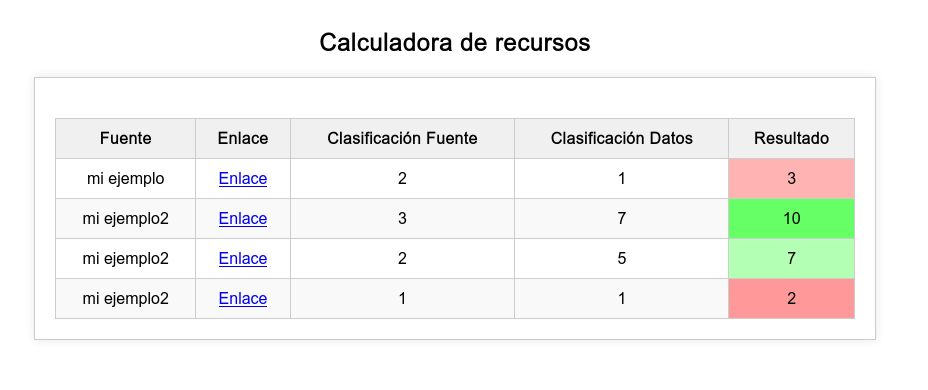 Calculadora de recursos
Fuente Enlace Clasificación Fuente Clasificación Datos Resultado
mi ejemplo Enlace 2 1 3
mi ejemplo2 Enlace 3 7 10
mi ejemplo2 Enlace 2 5 7
mi ejemplo2 Enlace 1 1 2